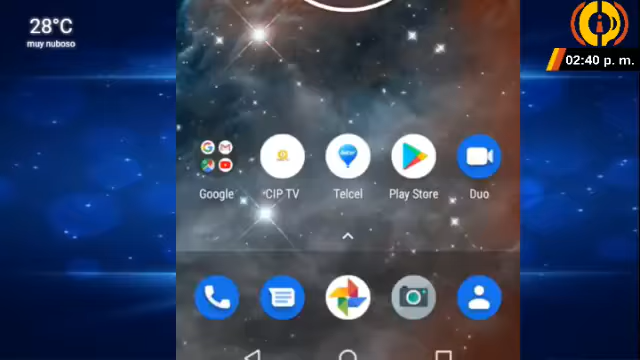 28°C
muy nuboso
02:40 p. m.
Google
CIP TV
Telcel
Play Store
Duo